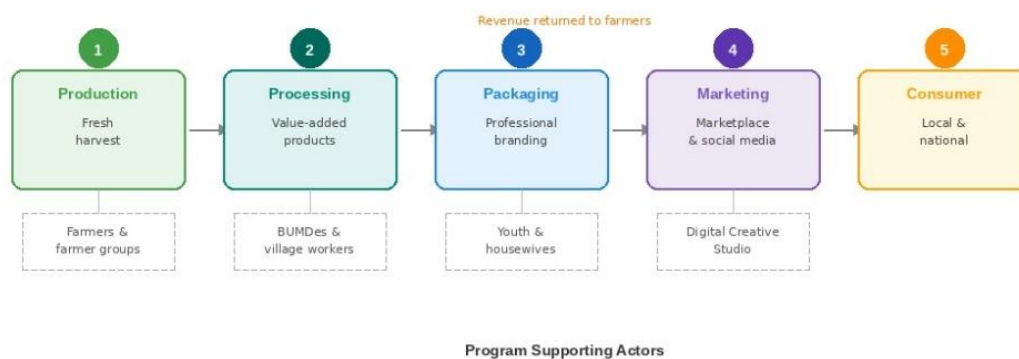 Revenue returned to farmers
1
2
3
4
5
Production
Fresh
harvest
Processing
Value-added
products
Packaging
Professional
branding
Marketing
Marketplace
& social media
Consumer
Local &
national
Farmers &
farmer groups
BUMDes &
village workers
Youth &
housewives
Digital Creative
Studio
Program Supporting Actors